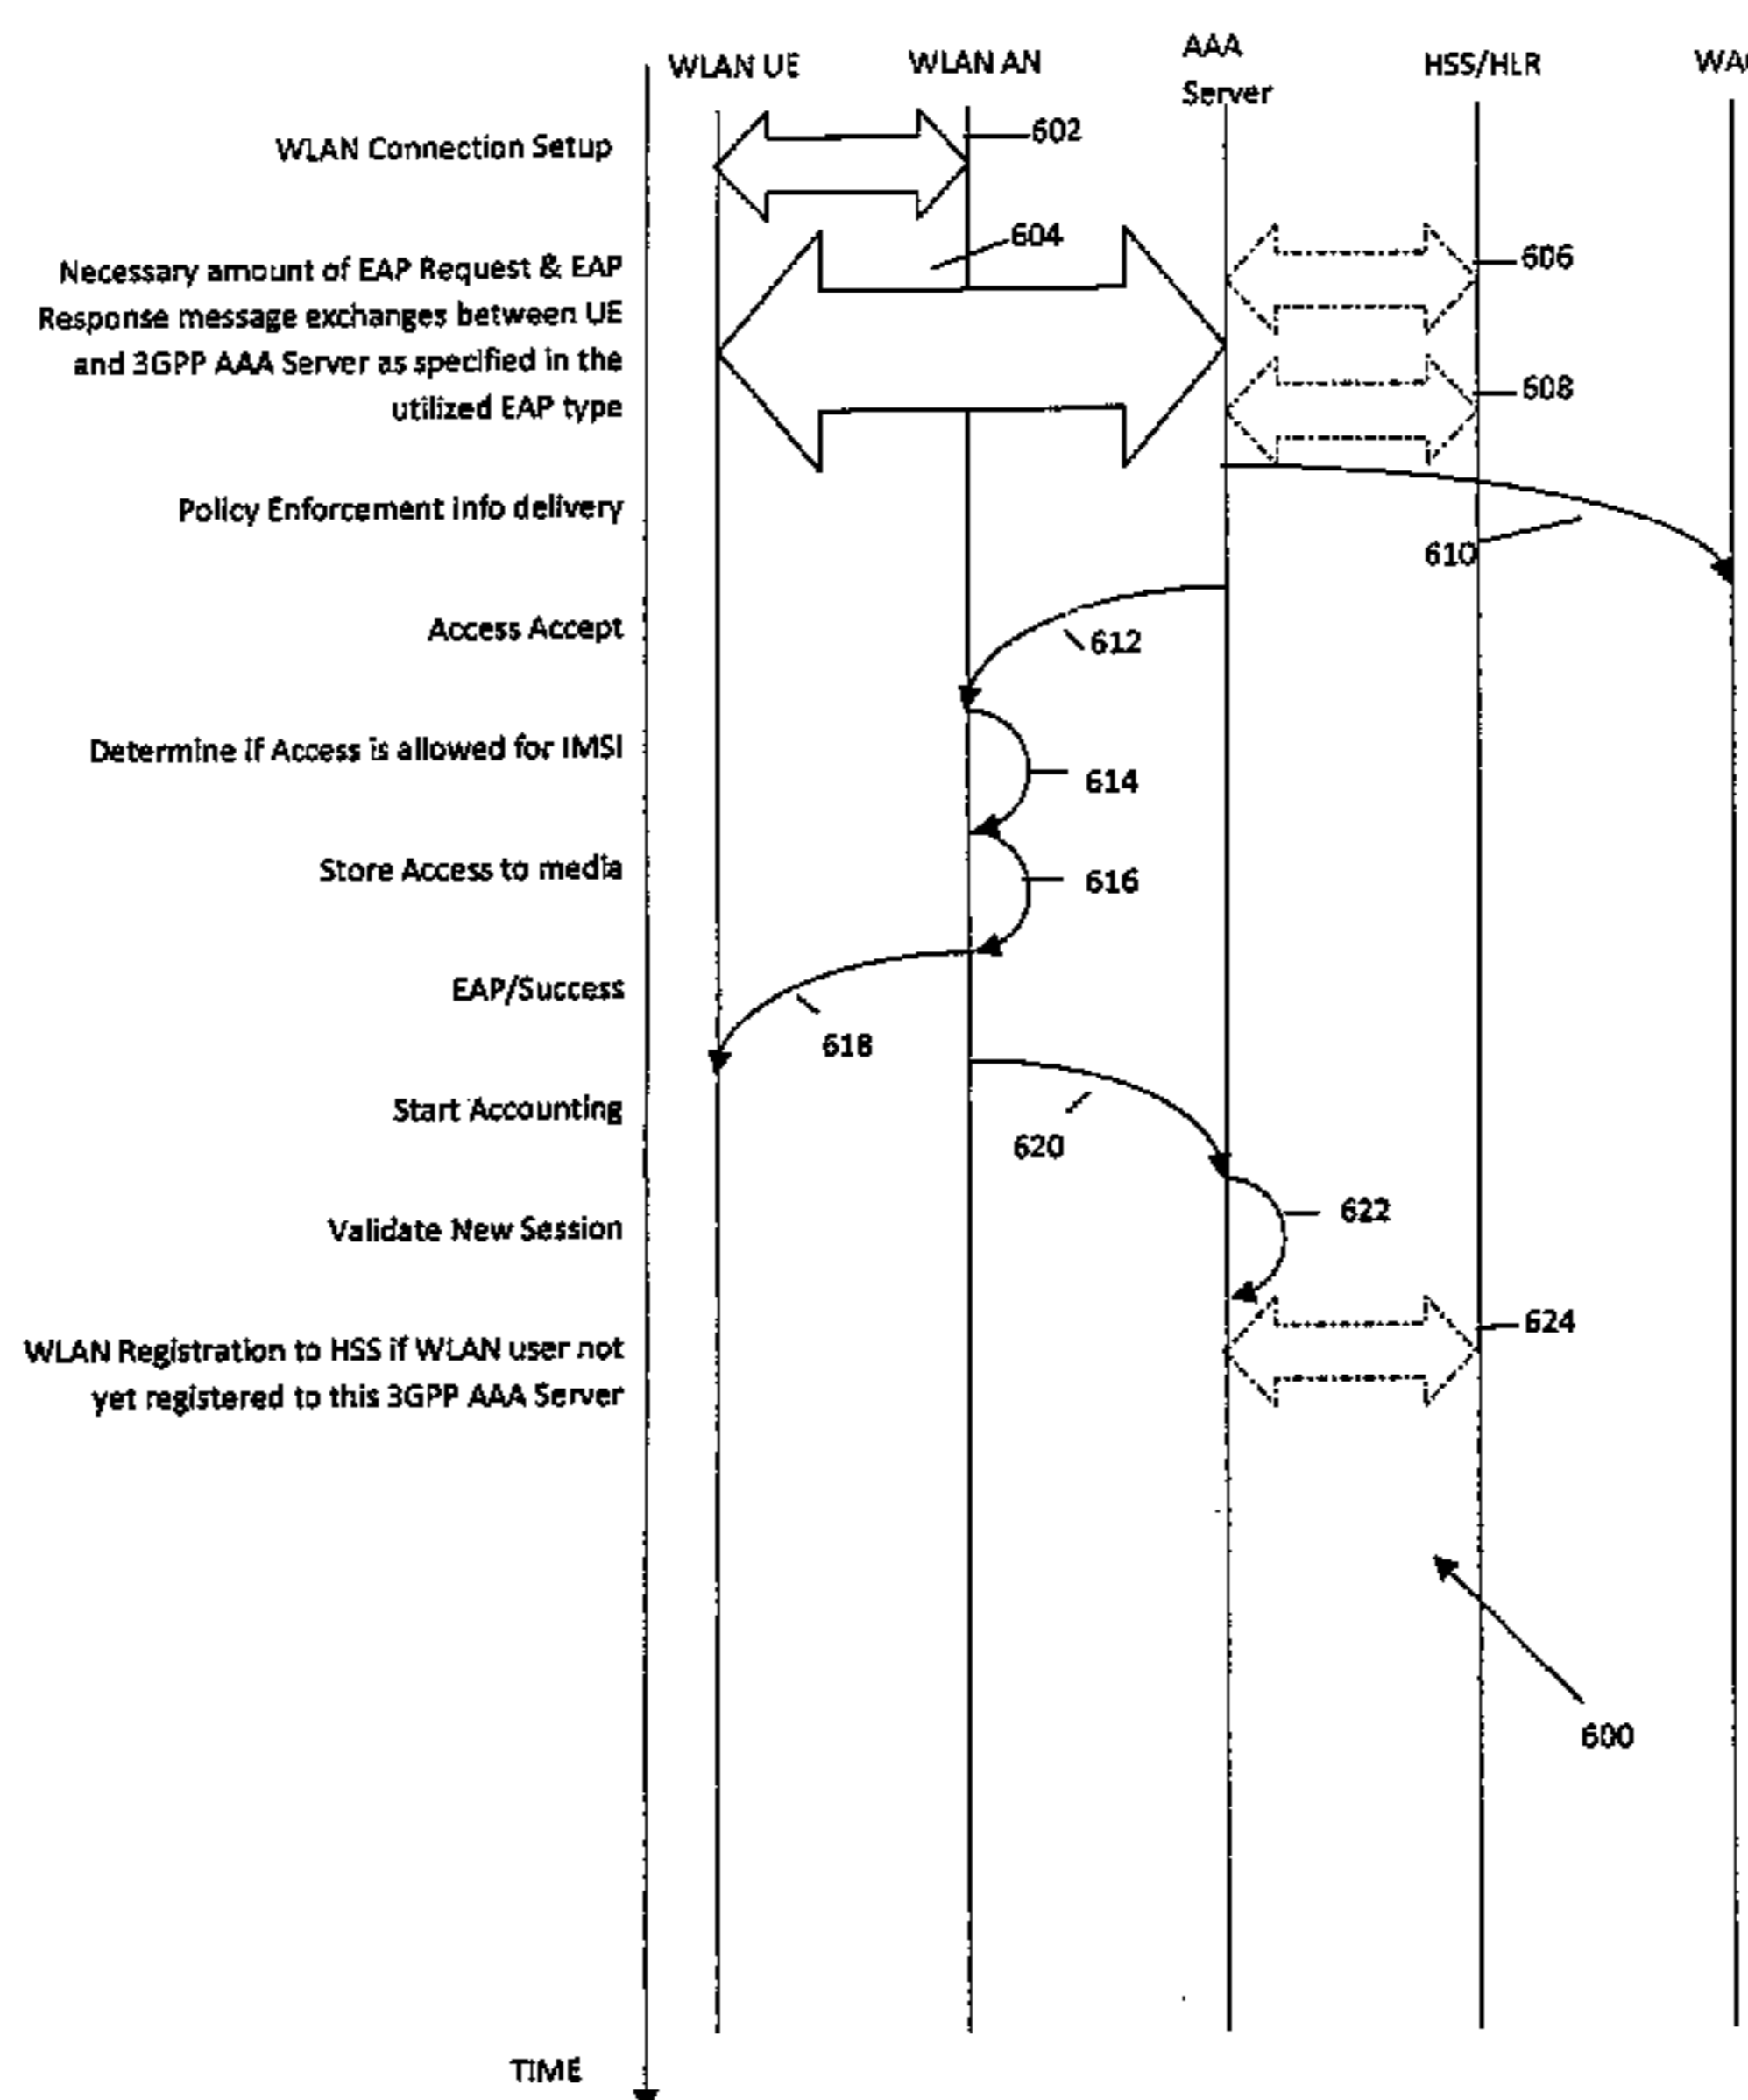 WLAN UE
WLAN AN
AAA
Server
HSS/HLR
WLAN Connection Setup
602
604
606
Necessary amount of EAP Request & EAP
Response message exchanges between UE
and 3GPP AAA Server as specified in the
utilized EAP type
608
Policy Enforcement info delivery
610
Access Accept
612
Determine if Access is allowed for IMSI
614
Store Access to media
616
EAP/Success
618
Start Accounting
620
Validate New Session
622
624
WLAN Registration to HSS if WLAN user not
yet registered to this 3GPP AAA Server
600
TIME